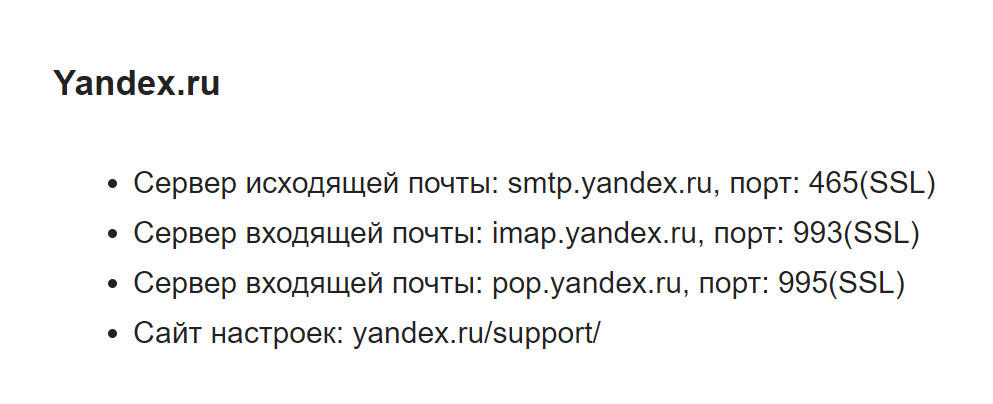 Yandex.ru
Сервер исходящей почты: smtp.yandex.ru, порт: 465(SSL)
Сервер входящей почты: imap.yandex.ru, порт: 993(SSL)
Сервер входящей почты: pop.yandex.ru, порт: 995(SSL)
Сайт настроек: yandex.ru/support/